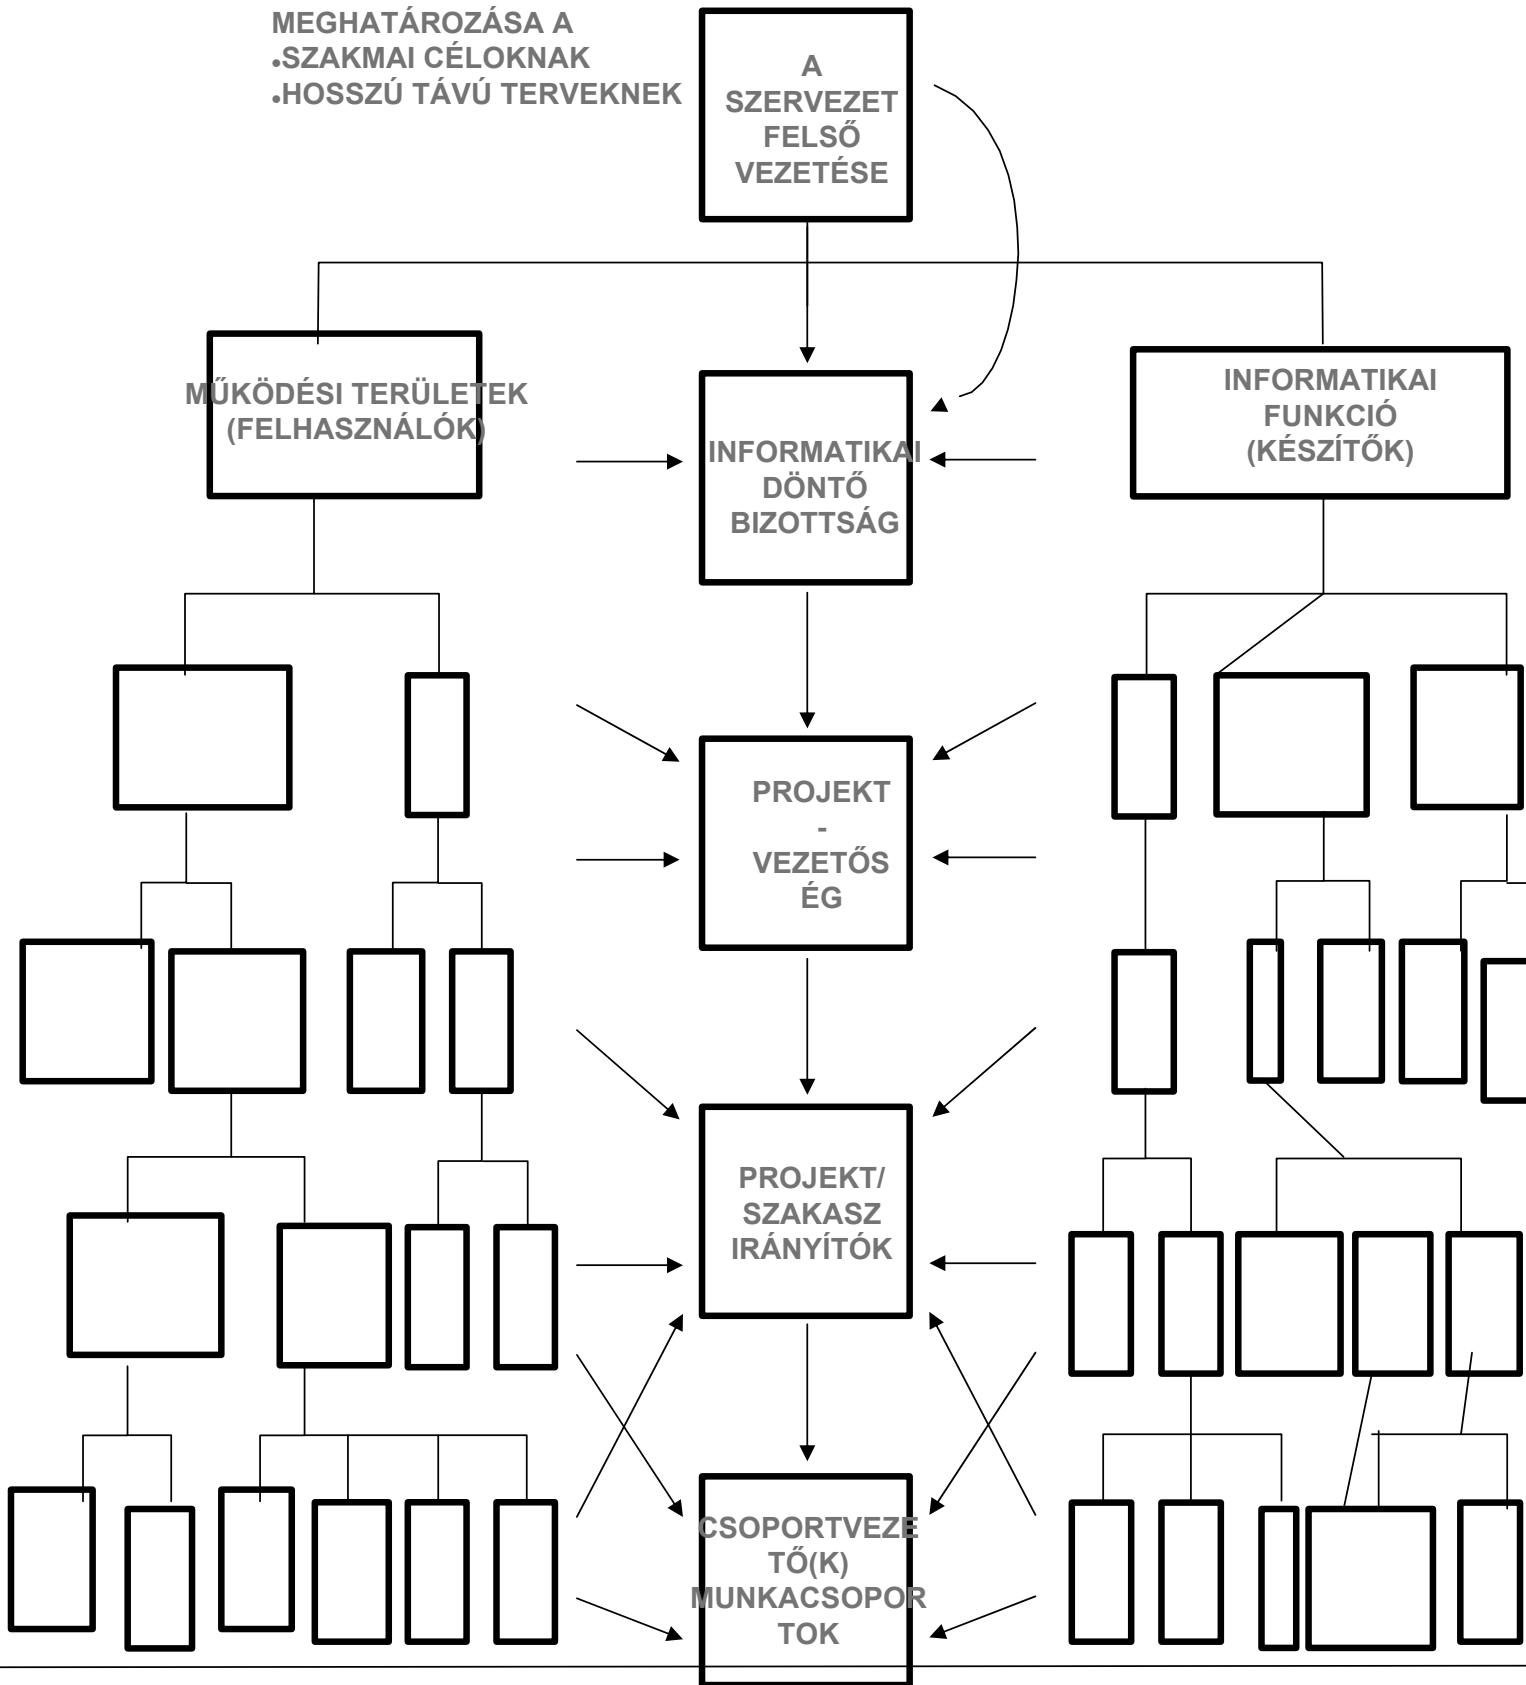 MEGHATÁROZÁSA A
•SZAKMAI CÉLOKNAK
•HOSSZÚ TÁVÚ TERVEKNEK
A
SZERVEZET
FELSŐ
VEZETÉSE
MŰKÖDÉSI TERÜLETEK
(FELHASZNÁLÓK)
INFORMATIKAI
DÖNTŐ
BIZOTTSÁG
INFORMATIKAI
FUNKCIÓ
(KÉSZÍTŐK)
PROJEKT
-
VEZETŐS
ÉG
PROJEKT/
SZAKASZ
IRÁNYÍTÓK
CSOPORTVEZE
TŐ(K)
MUNKACSOPOR
TOK